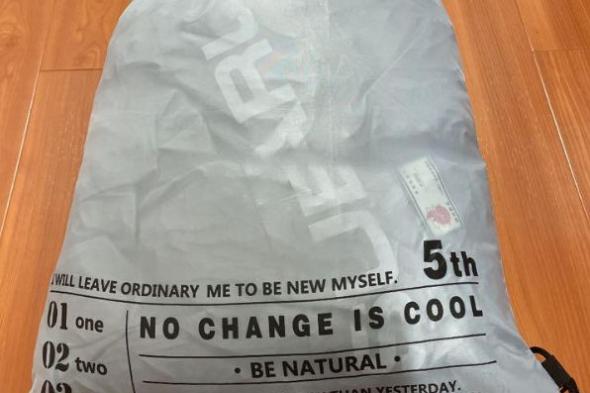 I WILL LEAVE ORDINARY ME TO BE NEW MYSELF.
5th
01 one
NO CHANGE IS COOL
02 two
• BE NATURAL •
THAN YESTERDAY.